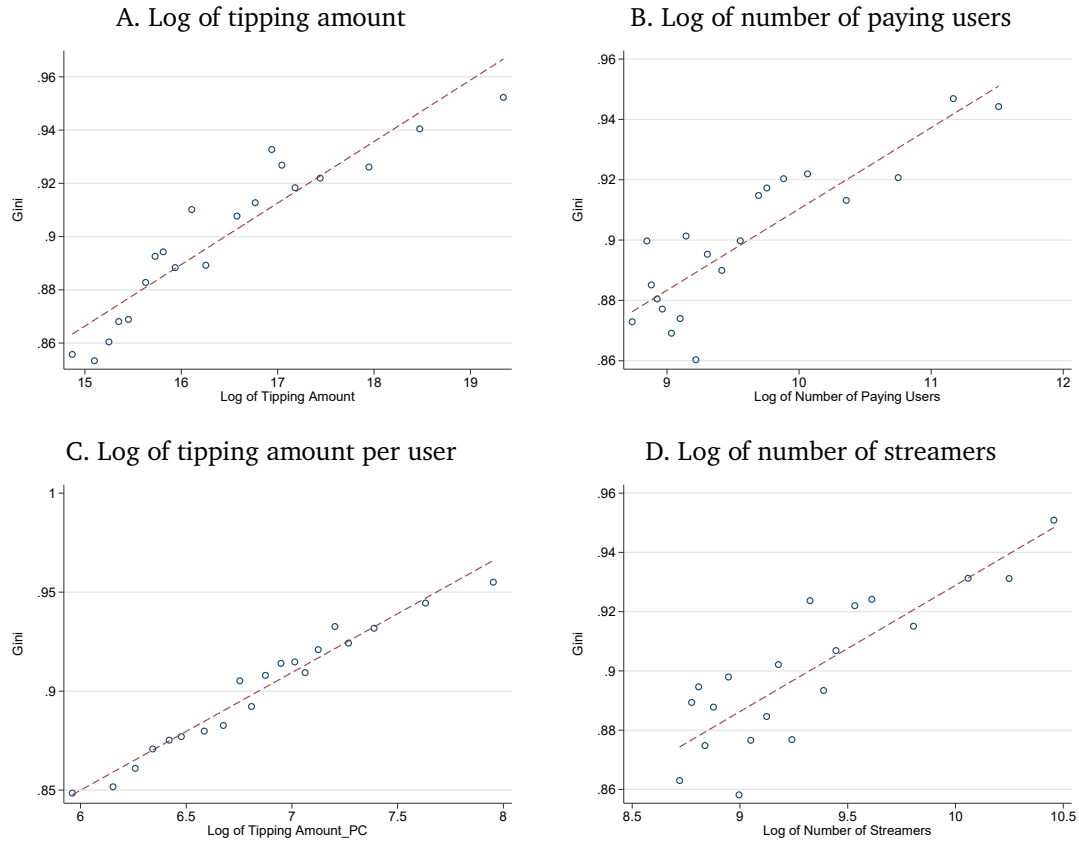 A. Log of tipping amount
.96
.94
.92
.9
.88
.86
Gini
15 16 17 18 19
Log of Tipping Amount
B. Log of number of paying users
.96
.94
.92
.9
.88
.86
Gini
9 10 11 12
Log of Number of Paying Users
C. Log of tipping amount per user
1
.95
.9
.85
Gini
6 6.5 7 7.5 8
Log of Tipping Amount_PC
D. Log of number of streamers
.96
.94
.92
.9
.88
.86
Gini
8.5 9 9.5 10 10.5
Log of Number of Streamers